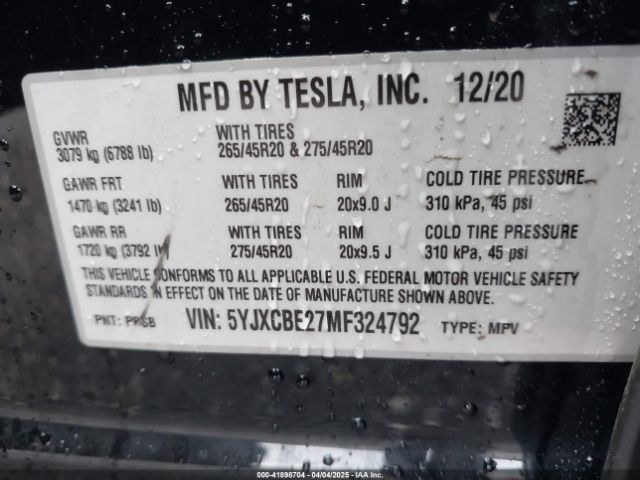 MFD BY TESLA, INC. 12/20
GVWR WITH TIRES
3079 kg (6788 lb) 265/45R20 & 275/45R20
GAWR FRT WITH TIRES RIM COLD TIRE PRESSURE
1470 kg (3241 lb) 265/45R20 20x9.0 J 310 kPa, 45 psi
GAWR RR WITH TIRES RIM COLD TIRE PRESSURE
1720 kg (3792 lb) 275/45R20 20x9.5 J 310 kPa, 45 psi
THIS VEHICLE CONFORMS TO ALL APPLICABLE U.S. FEDERAL MOTOR VEHICLE SAFETY
STANDARDS IN EFFECT ON THE DATE OF MANUFACTURE SHOWN ABOVE.
PNT: PPSB VIN: 5YJXCBE27MF324792 TYPE: MPV
000-41898704 - 04/04/2025 - IAAI.COM